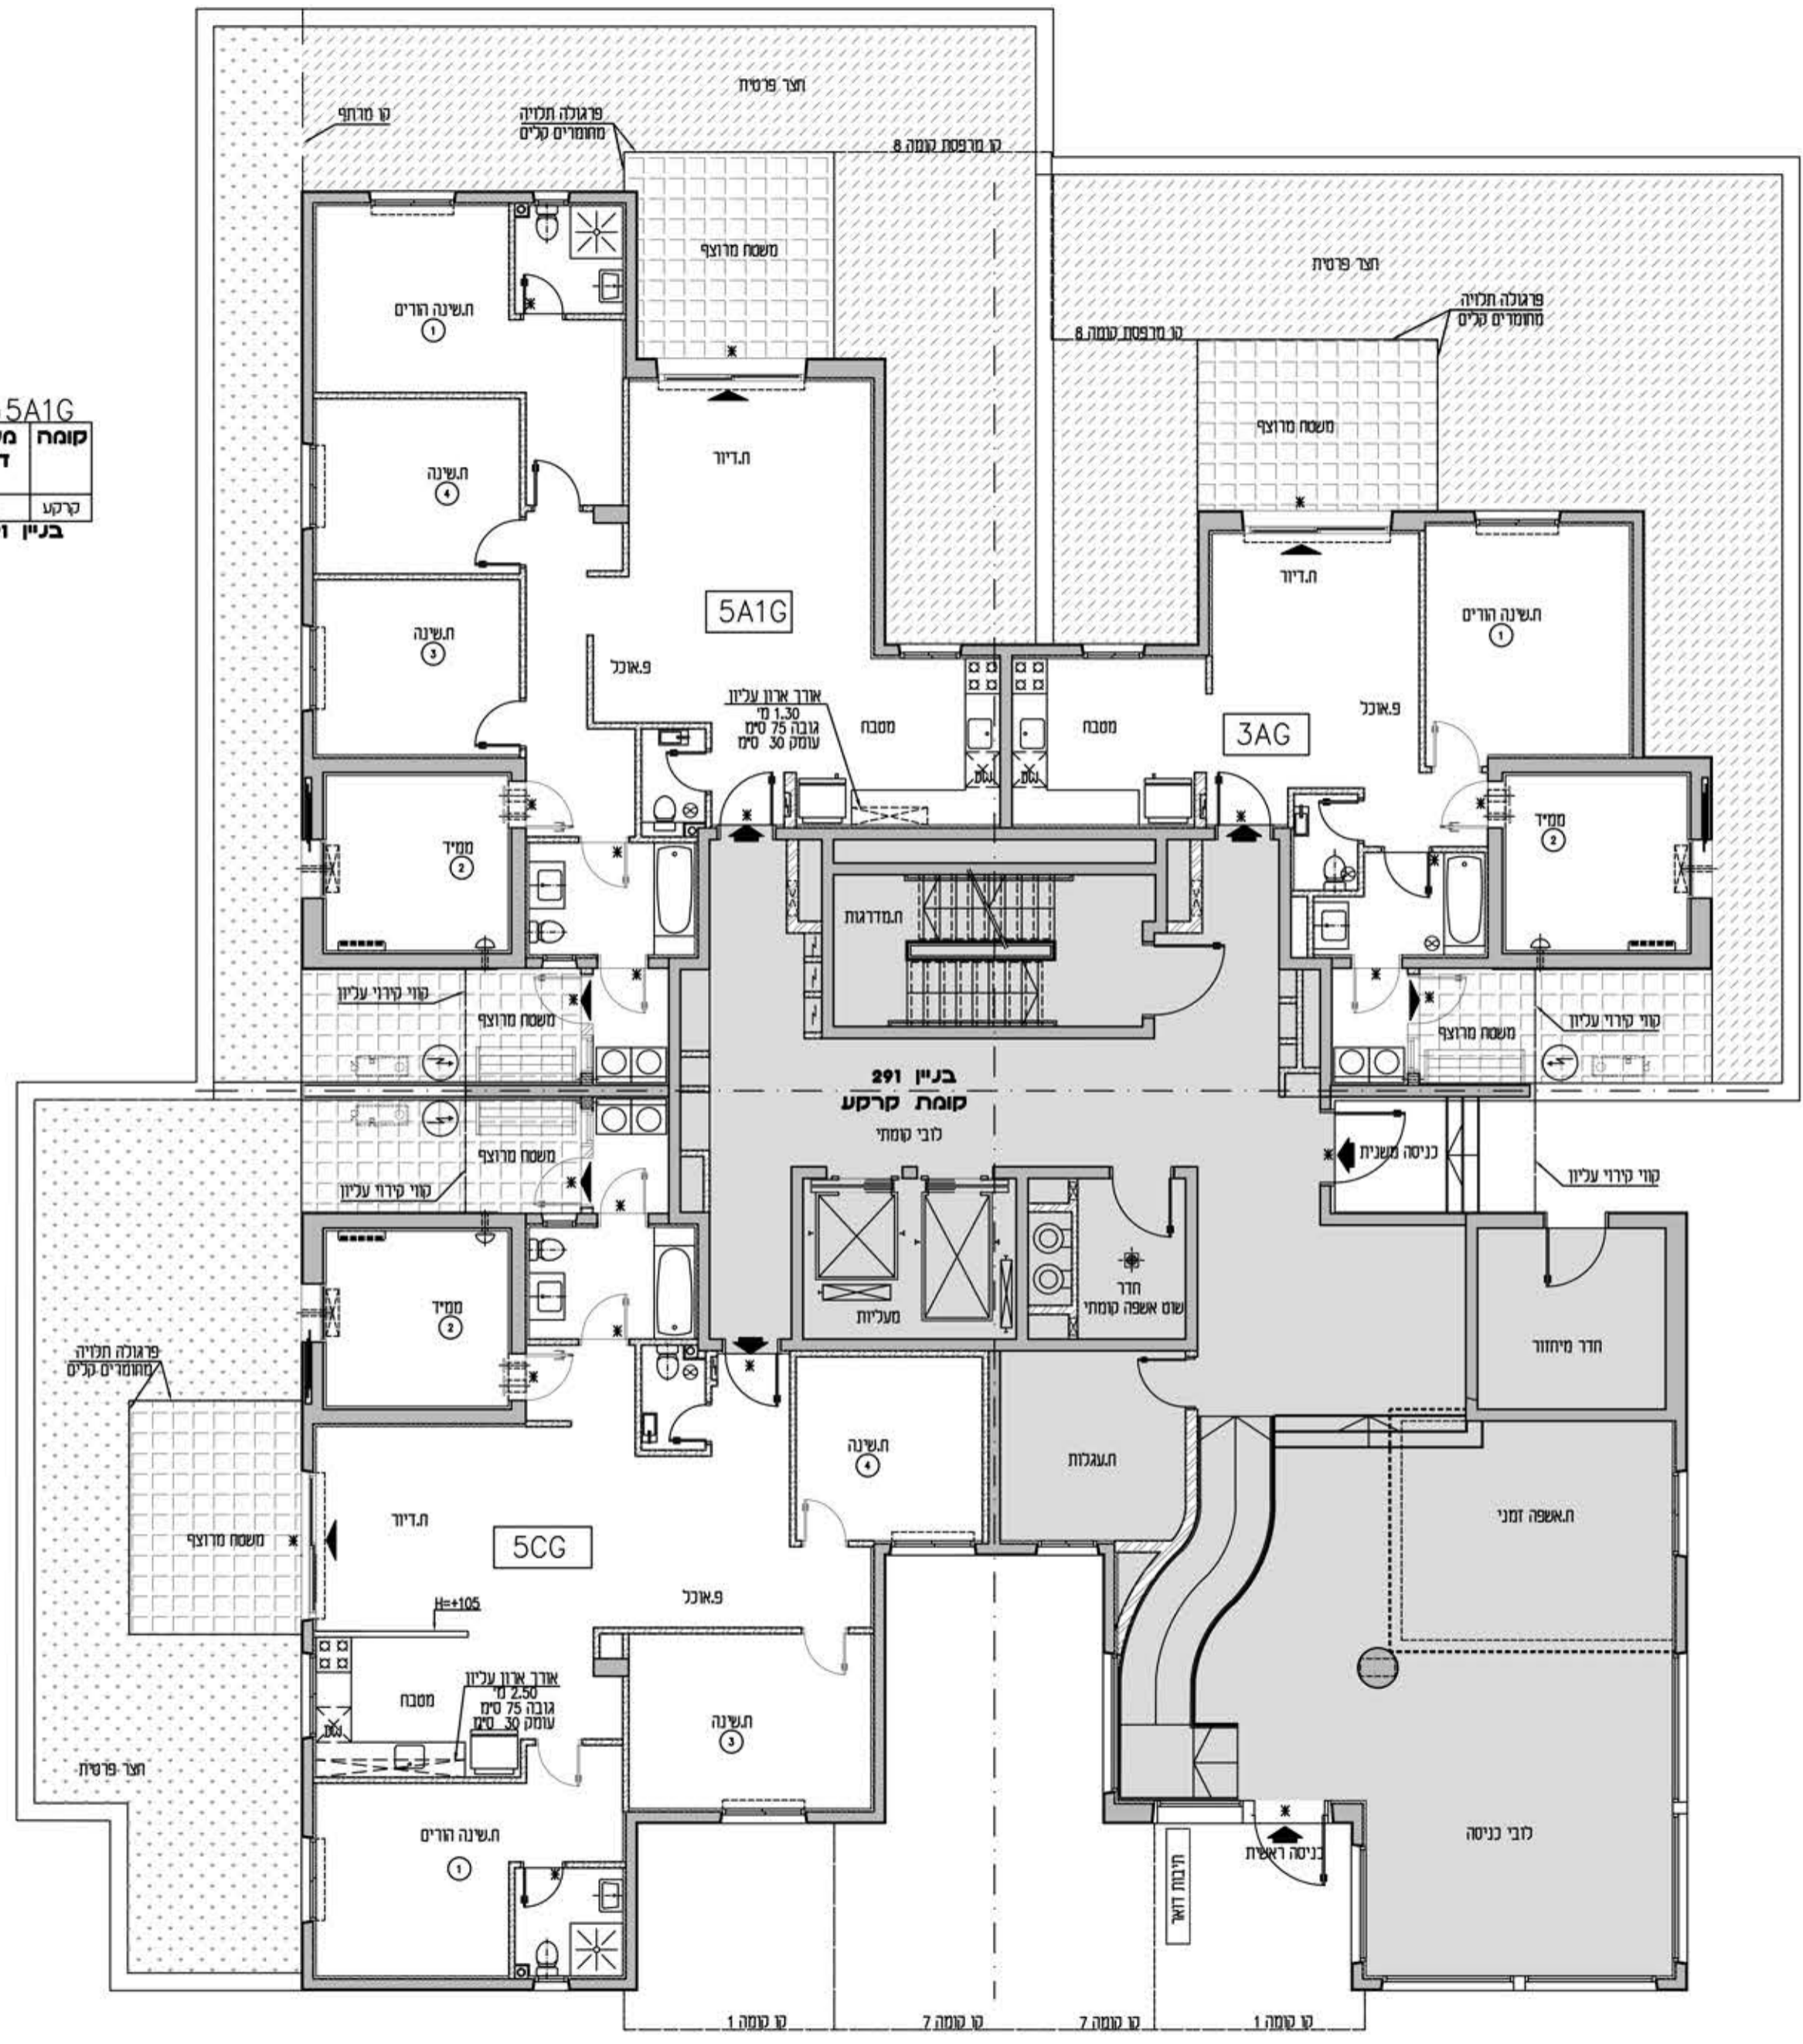 חצר פרטית
קו מרתף
פרגולה תלויה
מחומרים קלים
קו מרפסת קומה 8
משטח מרוצף
חצר פרטית
פרגולה תלויה
מחומרים קלים
קו מרפסת קומה 8
ח.שינה הורים
1
5A1G
קומה
קרקע
בניין
משטח מרוצף
ח.שינה
4
ח.דיור
ח.דיור
5A1G
ח.שינה הורים
1
ח.שינה
3
פ.אוכל
אורך ארון עליון
1.30 מ'
גובה 75 ס"מ
עומק 30 ס"מ
מטבח
מטבח
3AG
פ.אוכל
DW
DW
ממ"ד
2
ממ"ד
2
ח.מדרגות
קווי קירוי עליון
משטח מרוצף
משטח מרוצף
קווי קירוי עליון
בניין 291
קומת קרקע
לובי קומתי
משטח מרוצף
קווי קירוי עליון
כניסה משנית
קווי קירוי עליון
ממ"ד
2
מעליות
חדר
שוט אשפה קומתי
חדר מיחזור
פרגולה תלויה
מחומרים קלים
ח.שינה
4
ח.עגלות
משטח מרוצף
ח.דיור
5CG
ח.אשפה זמני
H=+105
פ.אוכל
מטבח
DW
אורך ארון עליון
2.50 מ'
גובה 75 ס"מ
עומק 30 ס"מ
ח.שינה
3
חצר פרטית
ח.שינה הורים
1
תיבות דואר
כניסה ראשית
לובי כניסה
קו קומה 1
קו קומה 7
קו קומה 7
קו קומה 1